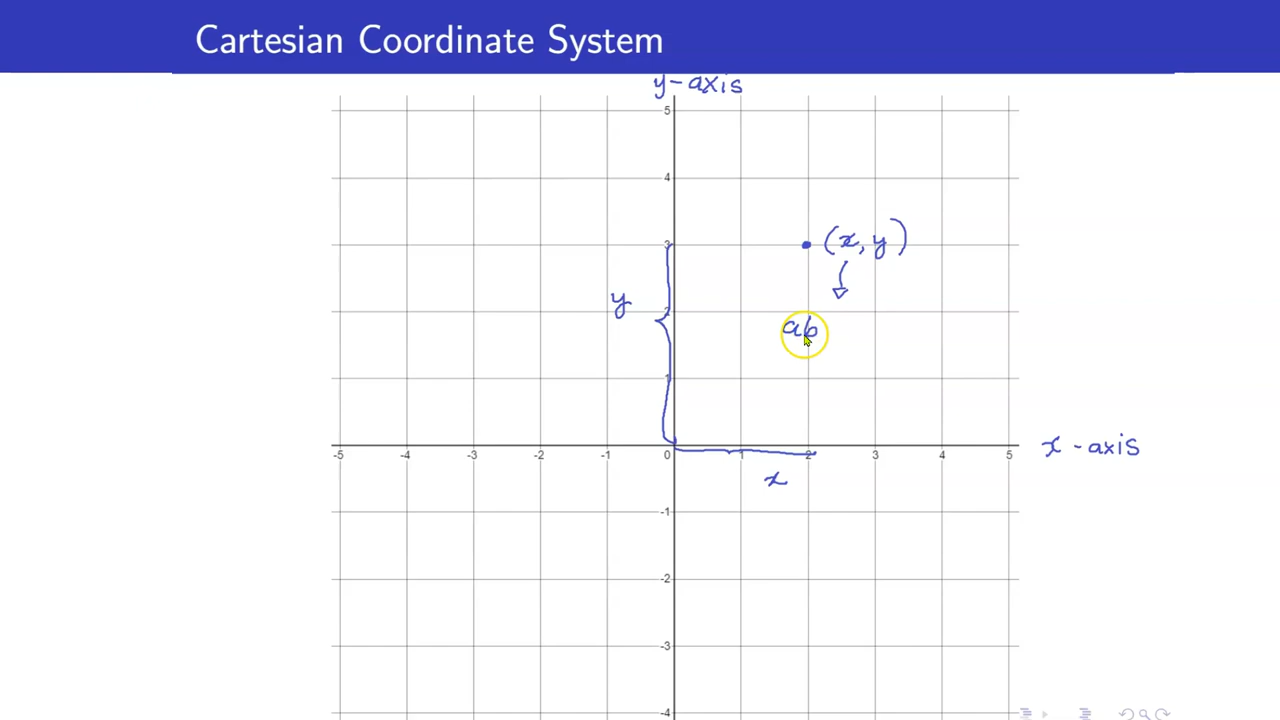 Cartesian Coordinate System
y-axis
5
4
(x, y)
3
y
2
ab
1
-5 -4 -3 -2 -1 0 1 2 3 4 5
x-axis
x
-1
-2
-3
-4